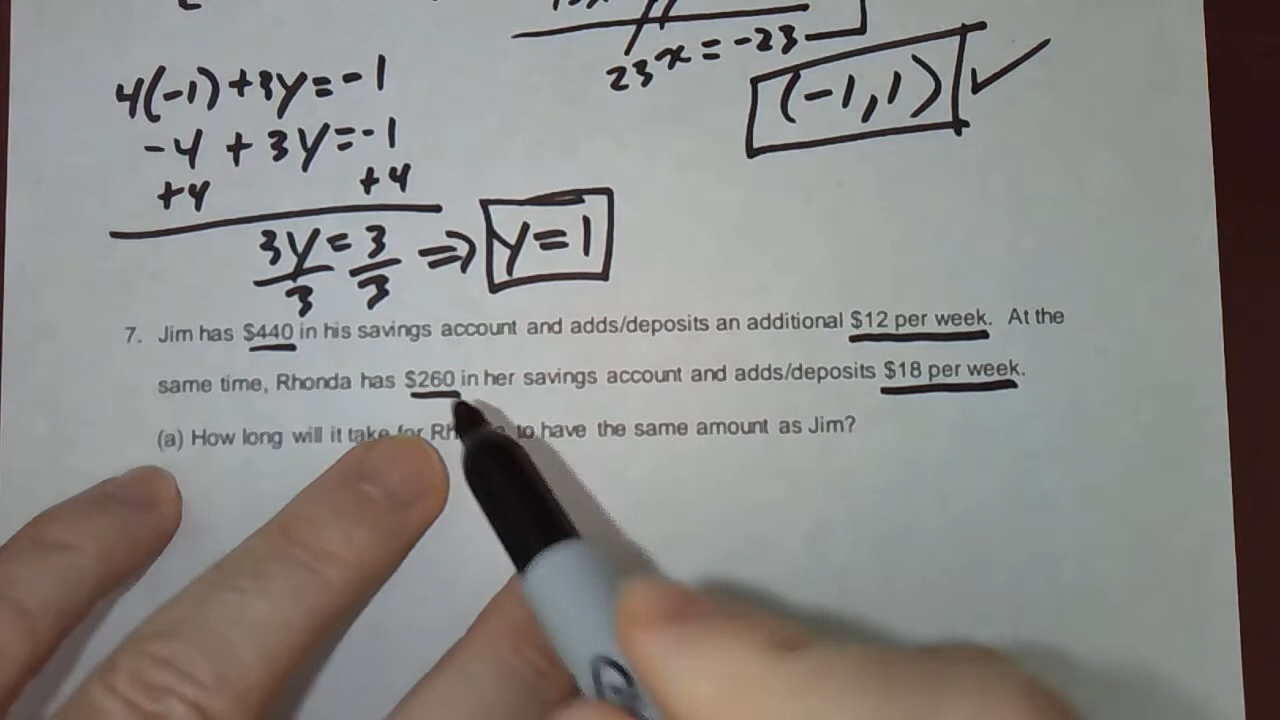 23x = -23
(-1, 1) ✓
4(-1) + 3y = -1
-4 + 3y = -1
+4 +4
3y = 3 ⇒ y = 1
3 3
7. Jim has $440 in his savings account and adds/deposits an additional $12 per week. At the
same time, Rhonda has $260 in her savings account and adds/deposits $18 per week.
(a) How long will it take for to have the same amount as Jim?